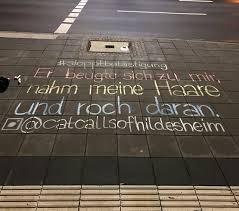 #stopptbelästigung
Er beugte sich zu mir,
nahm meine Haare
und roch daran.
@catcallsofhildesheim